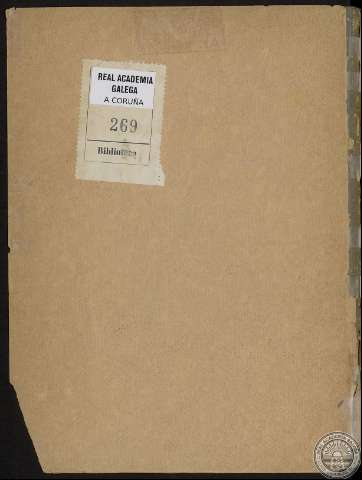 REAL ACADEMIA
GALEGA
A CORUÑA
269
Biblioteca